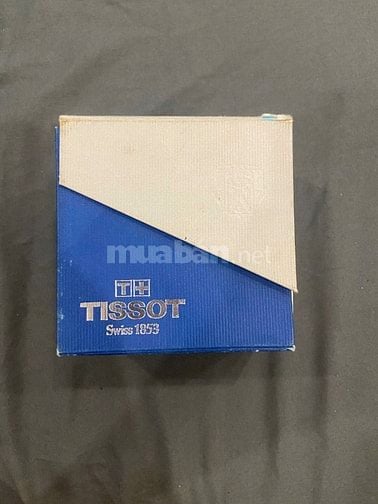 muaban.net
T+
TISSOT
Swiss 1853